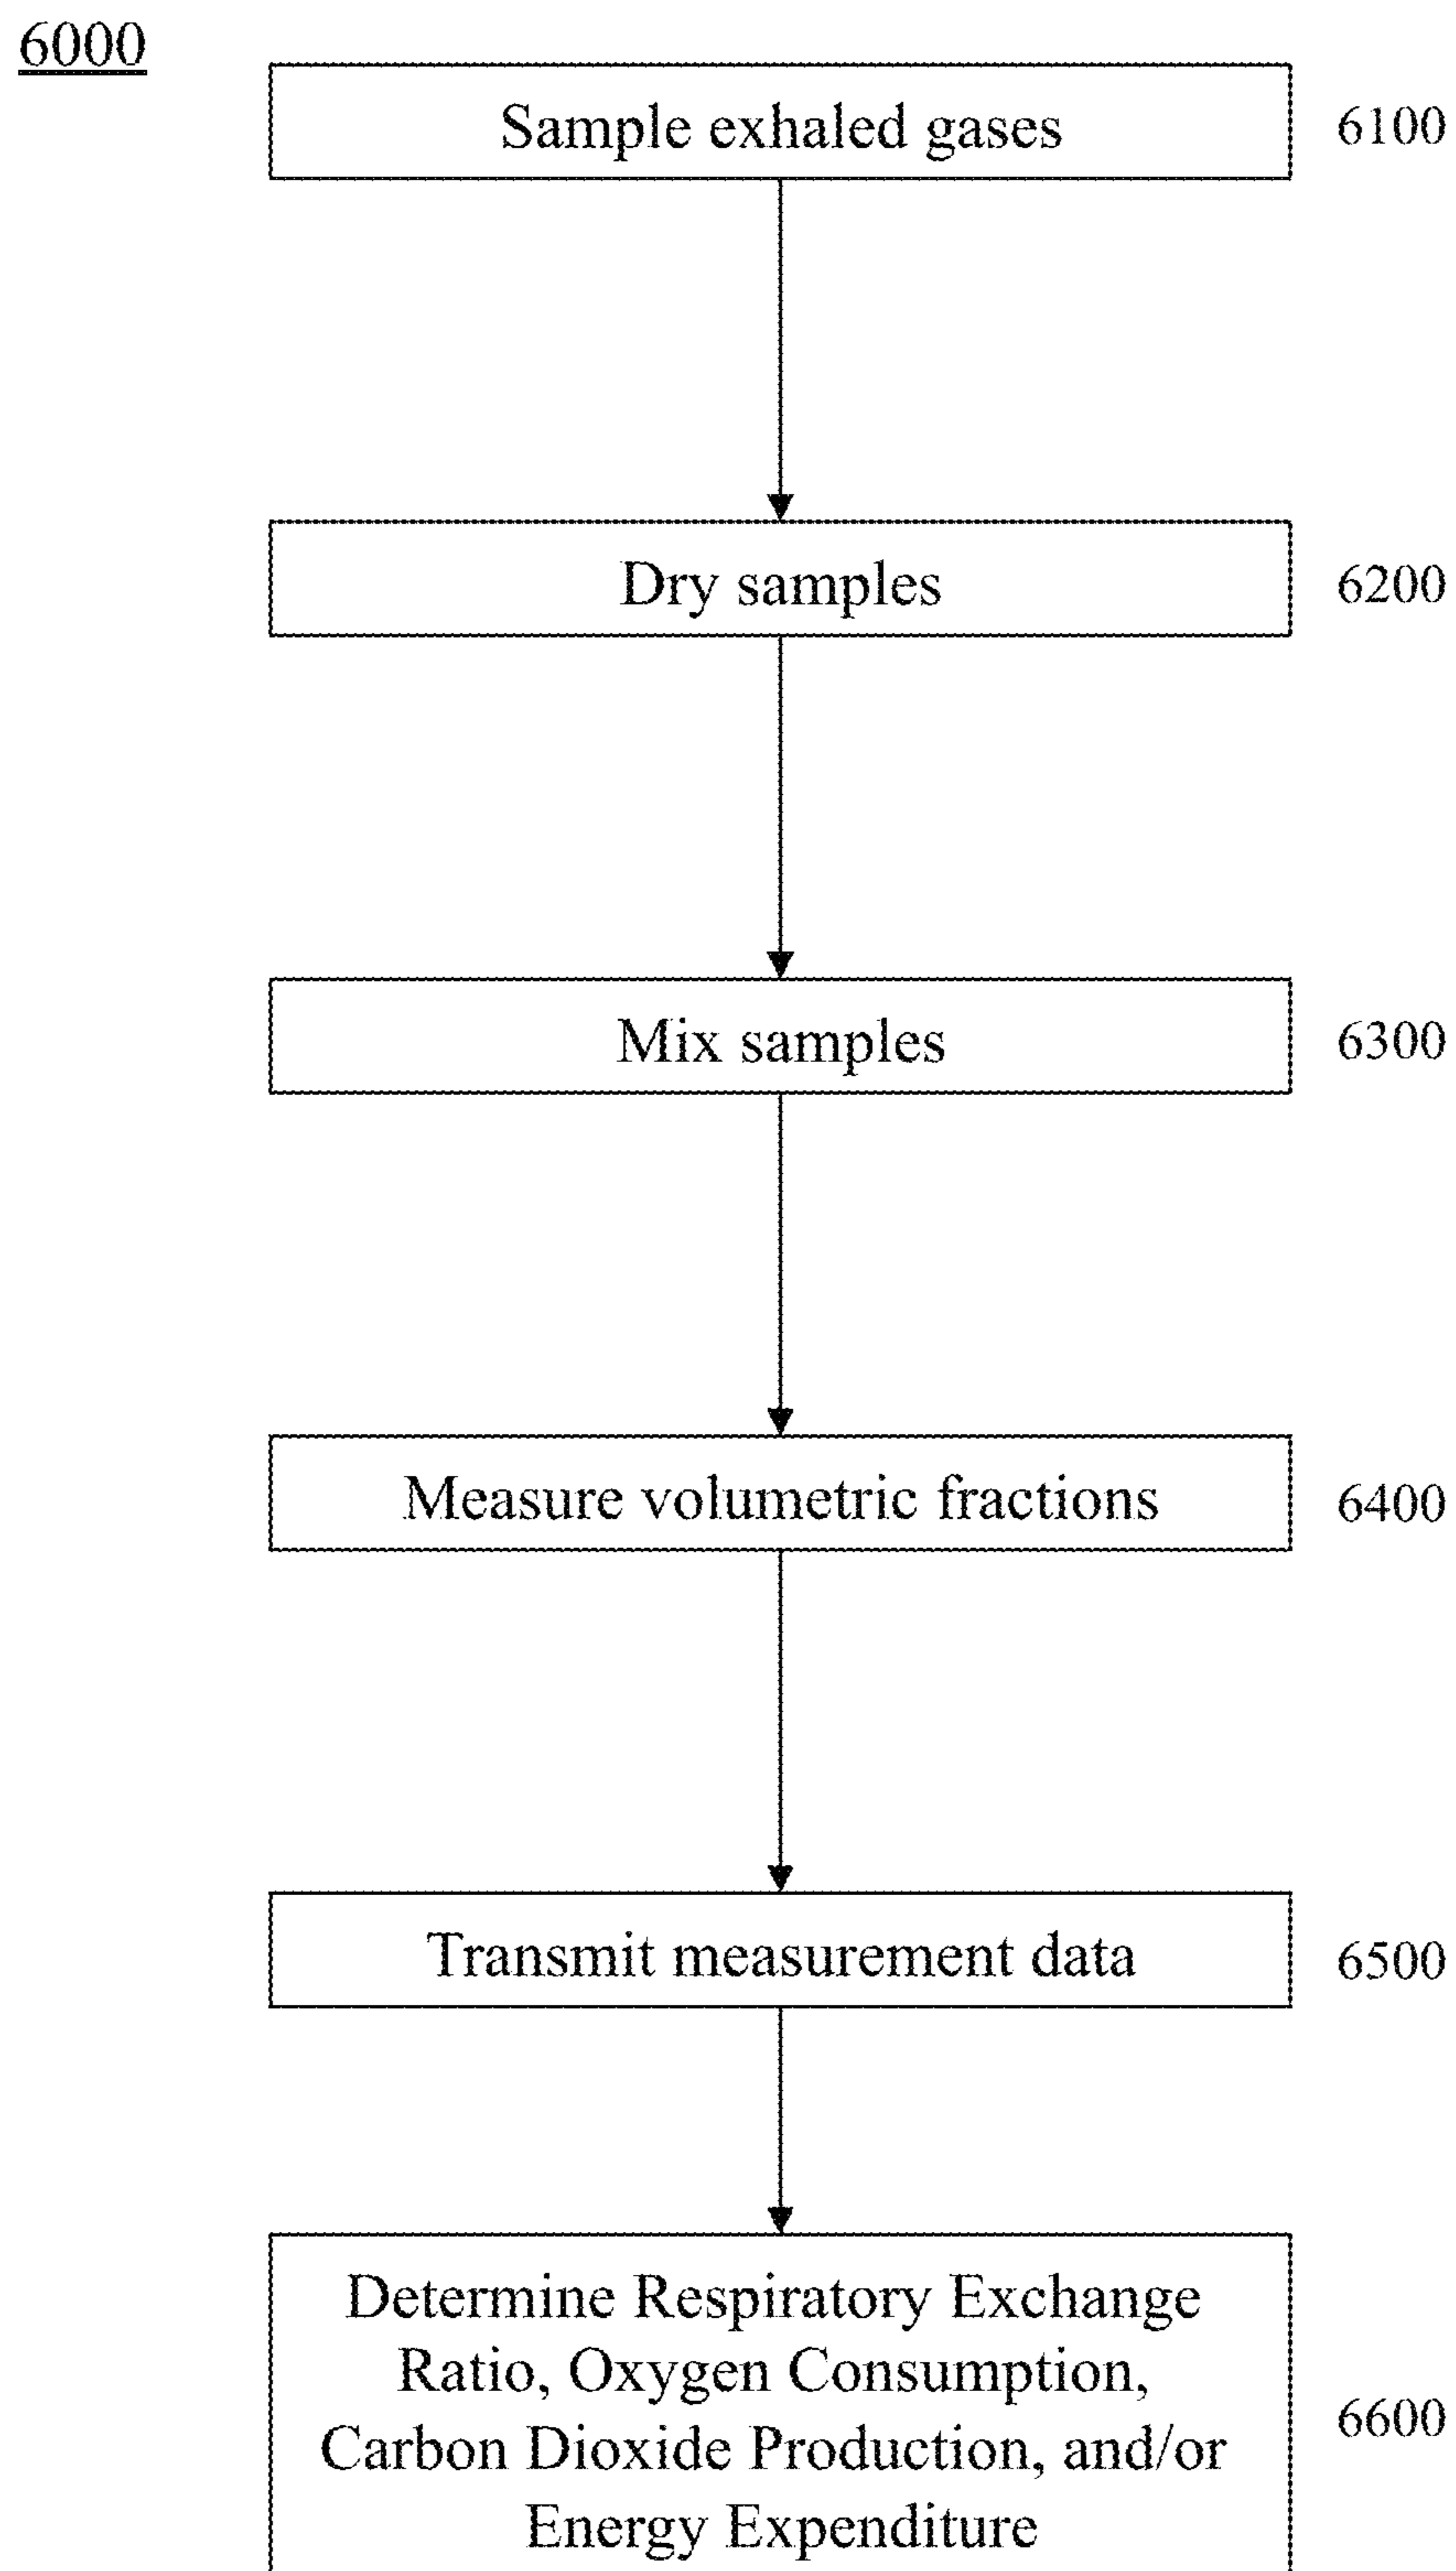 6000
Sample exhaled gases 6100
Dry samples 6200
Mix samples 6300
Measure volumetric fractions 6400
Transmit measurement data 6500
Determine Respiratory Exchange
Ratio, Oxygen Consumption,
Carbon Dioxide Production, and/or
Energy Expenditure
6600